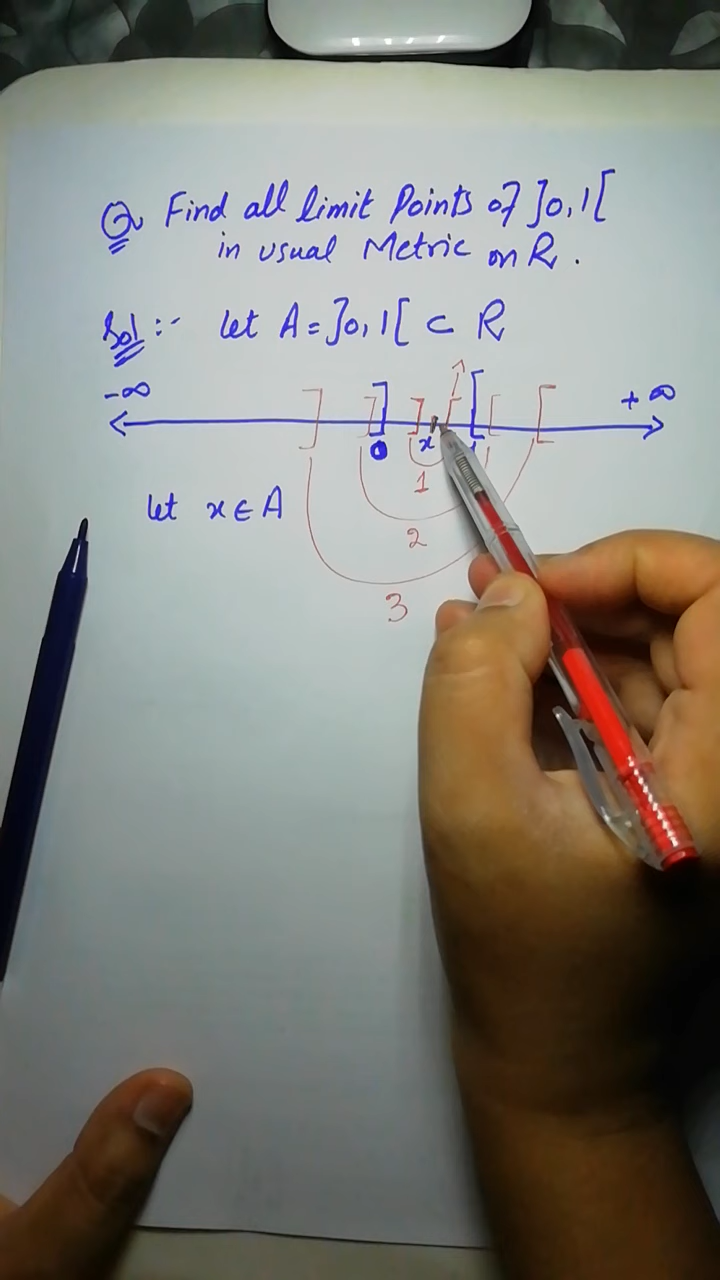 Q Find all limit Points of ]0,1[
in usual Metric on R.
Sol:- let A = ]0,1[ ⊂ R
-∞ +∞
0 x 1
let x ∈ A
1
2
3